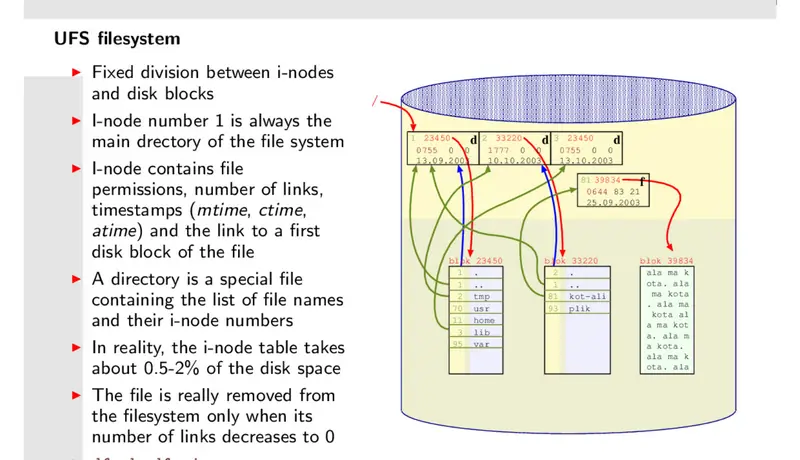 UFS filesystem
Fixed division between i-nodes
and disk blocks
I-node number 1 is always the
main drectory of the file system
I-node contains file
permissions, number of links,
timestamps (mtime, ctime,
atime) and the link to a first
disk block of the file
A directory is a special file
containing the list of file names
and their i-node numbers
In reality, the i-node table takes
about 0.5-2% of the disk space
The file is really removed from
the filesystem only when its
number of links decreases to 0
/
1 23450 d
0755 0 0
13.09.2003
2 33220 d
1777 0 0
10.10.2003
3 23450 d
0755 0 0
13.10.2003
81 39834 f
0644 83 21
25.09.2003
blok 23450
1 .
1 ..
2 tmp
70 usr
11 home
3 lib
95 var
blok 33220
2 .
1 ..
81 kot-ali
93 plik
blok 39834
ala ma k
ota. ala
ma kota
. ala ma
kota al
a ma kot
a. ala m
a kota.
ala ma k
ota. ala